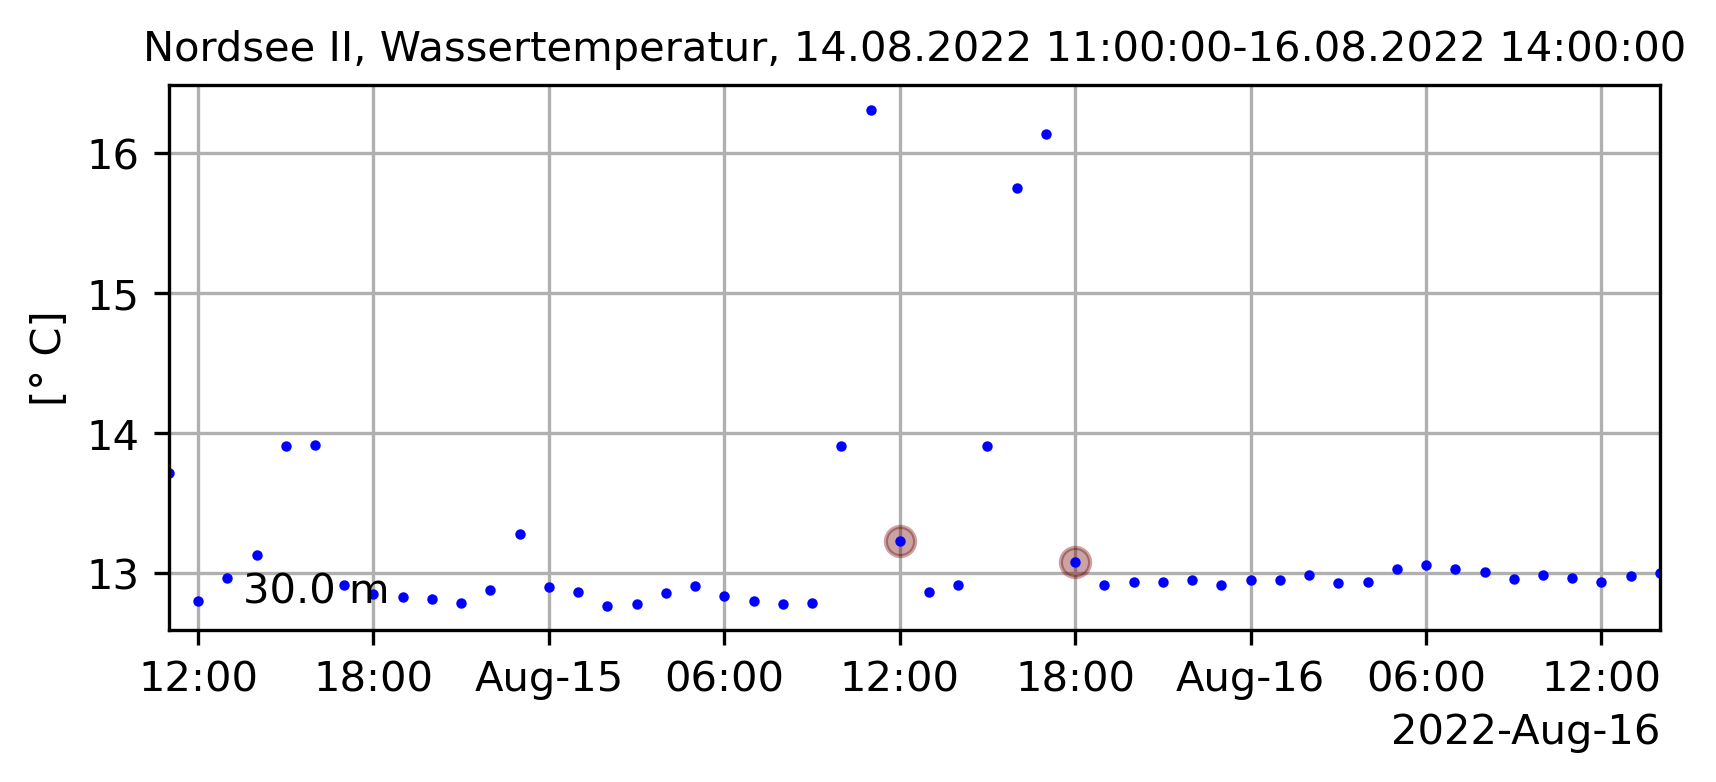 Nordsee II, Wassertemperatur, 14.08.2022 11:00:00-16.08.2022 14:00:00
[° C]
16
15
14
13
30.0 m
12:00 18:00 Aug-15 06:00 12:00 18:00 Aug-16 06:00 12:00
2022-Aug-16